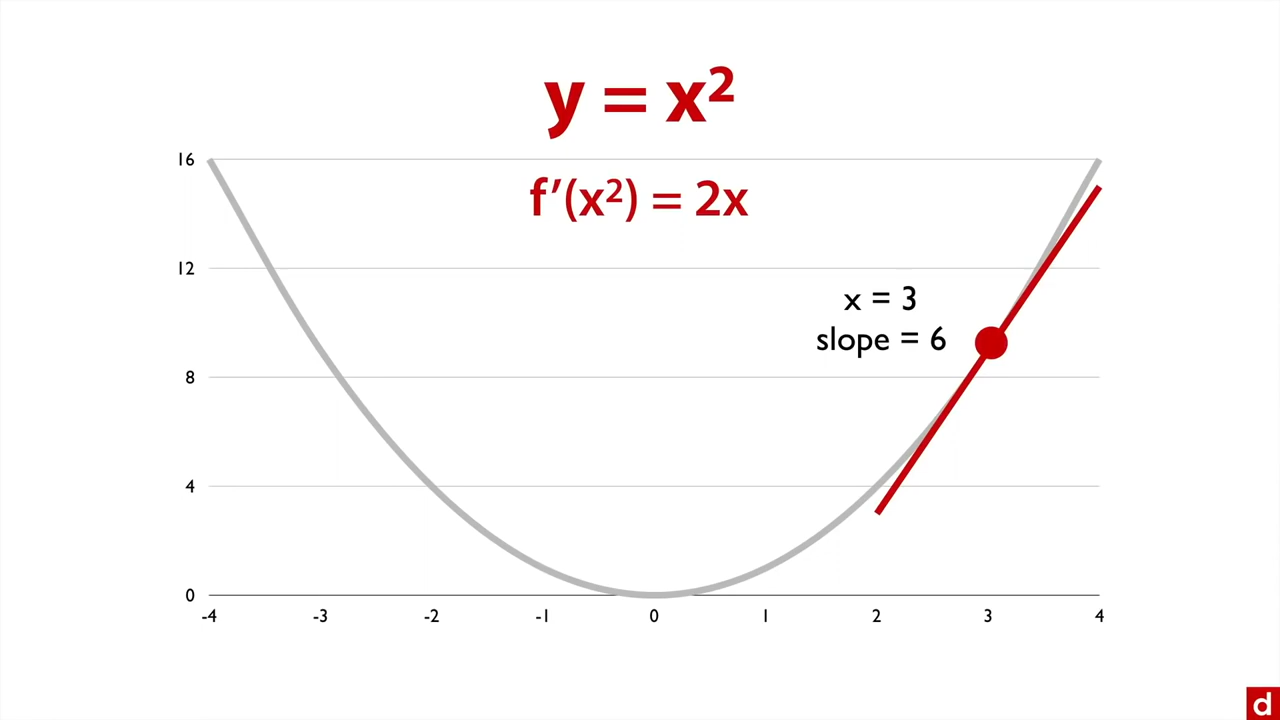 y = x²
16
f′(x²) = 2x
12
x = 3
slope = 6
8
4
0
-4 -3 -2 -1 0 1 2 3 4
d